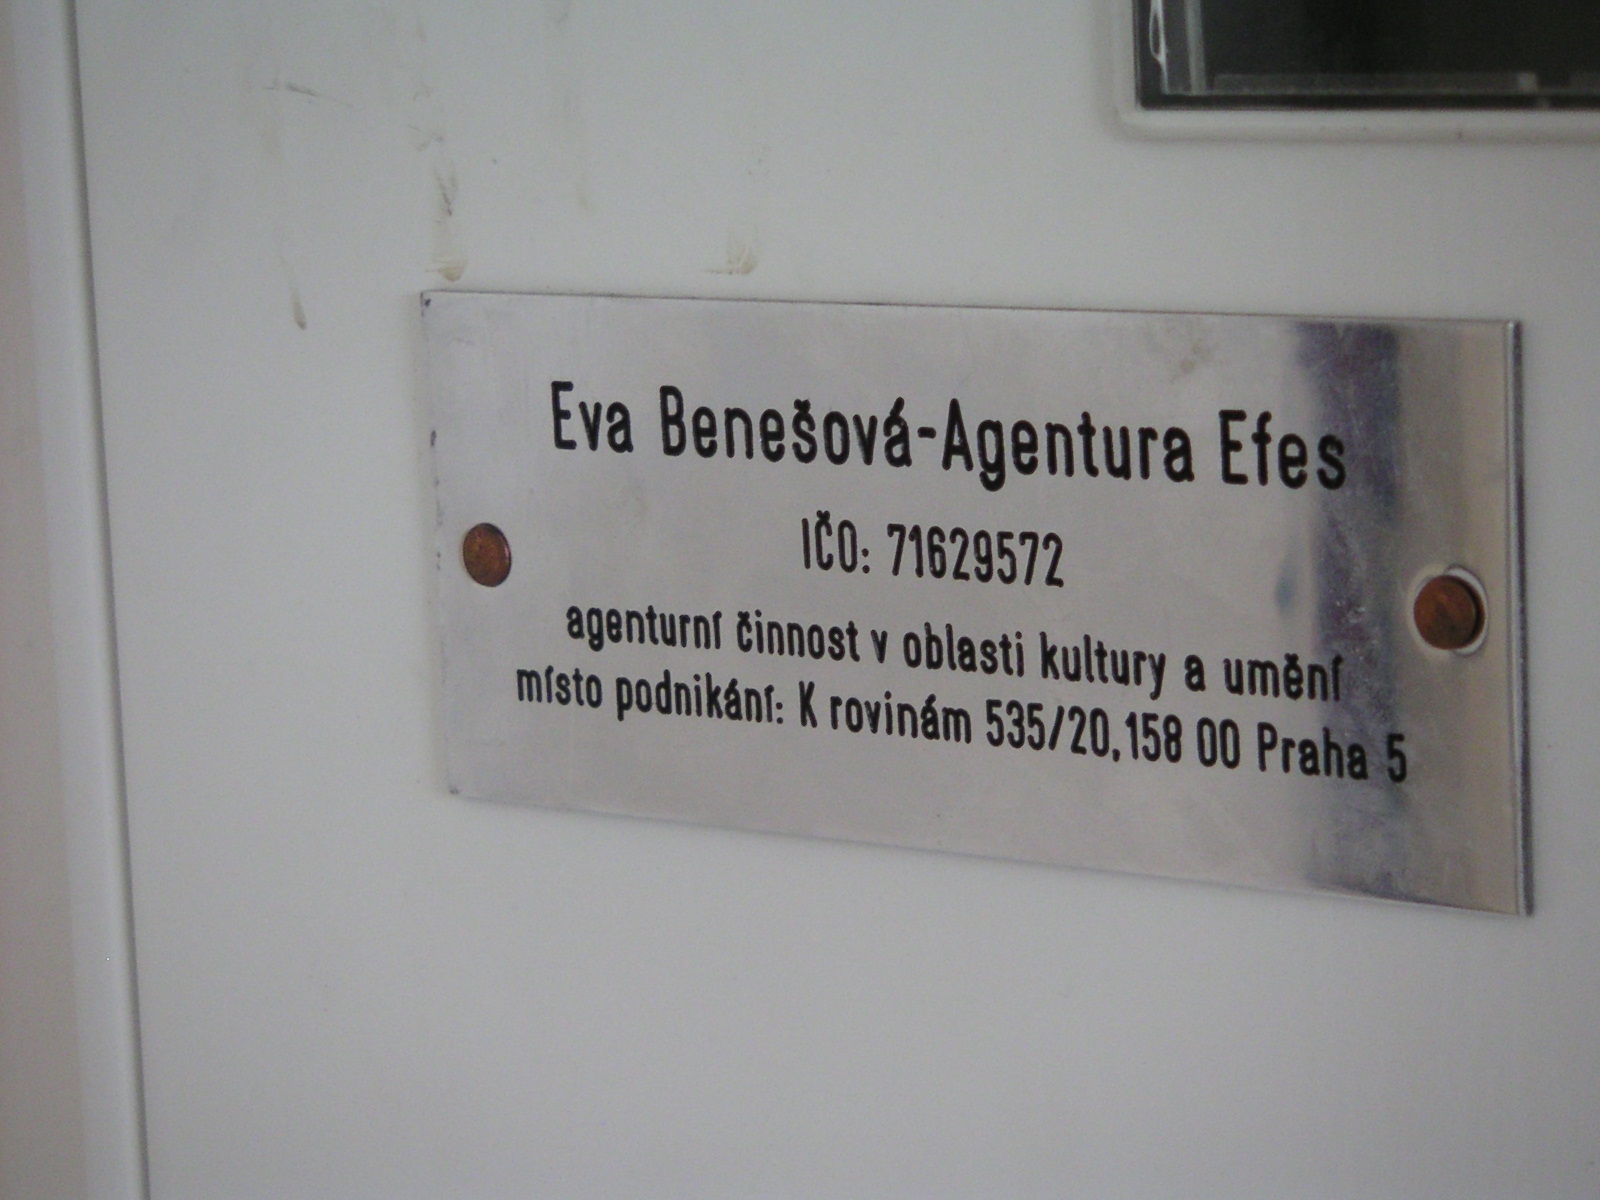 Eva Benešová-Agentura Efes
IČO: 71629572
agenturní činnost v oblasti kultury a umění
místo podnikání: K rovinám 535/20, 158 00 Praha 5